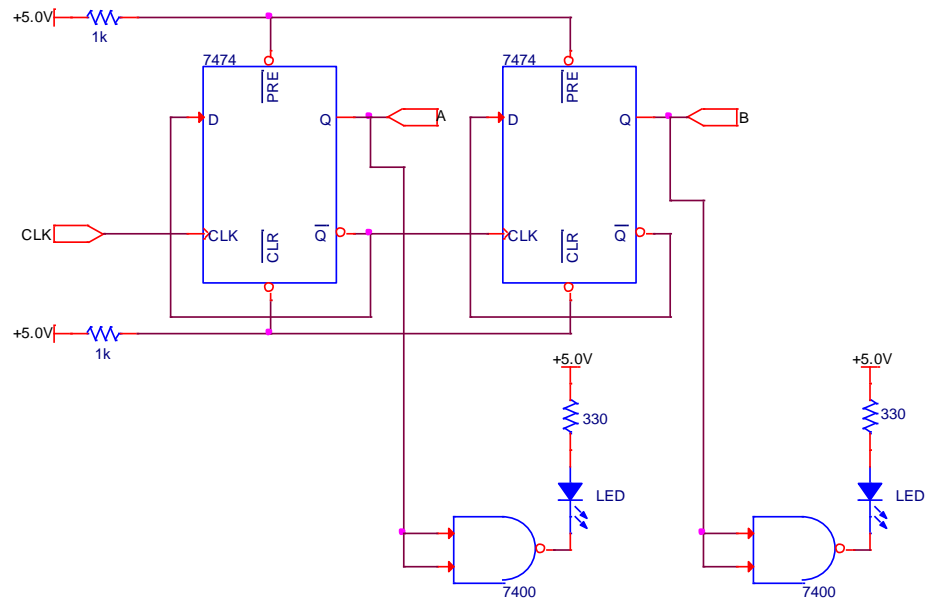 +5.0V
1k
7474
7474
PRE
PRE
D
Q
A
D
Q
B
CLK
CLK
CLR
Q
CLK
CLR
Q
+5.0V
1k
+5.0V
+5.0V
330
330
LED
LED
7400
7400